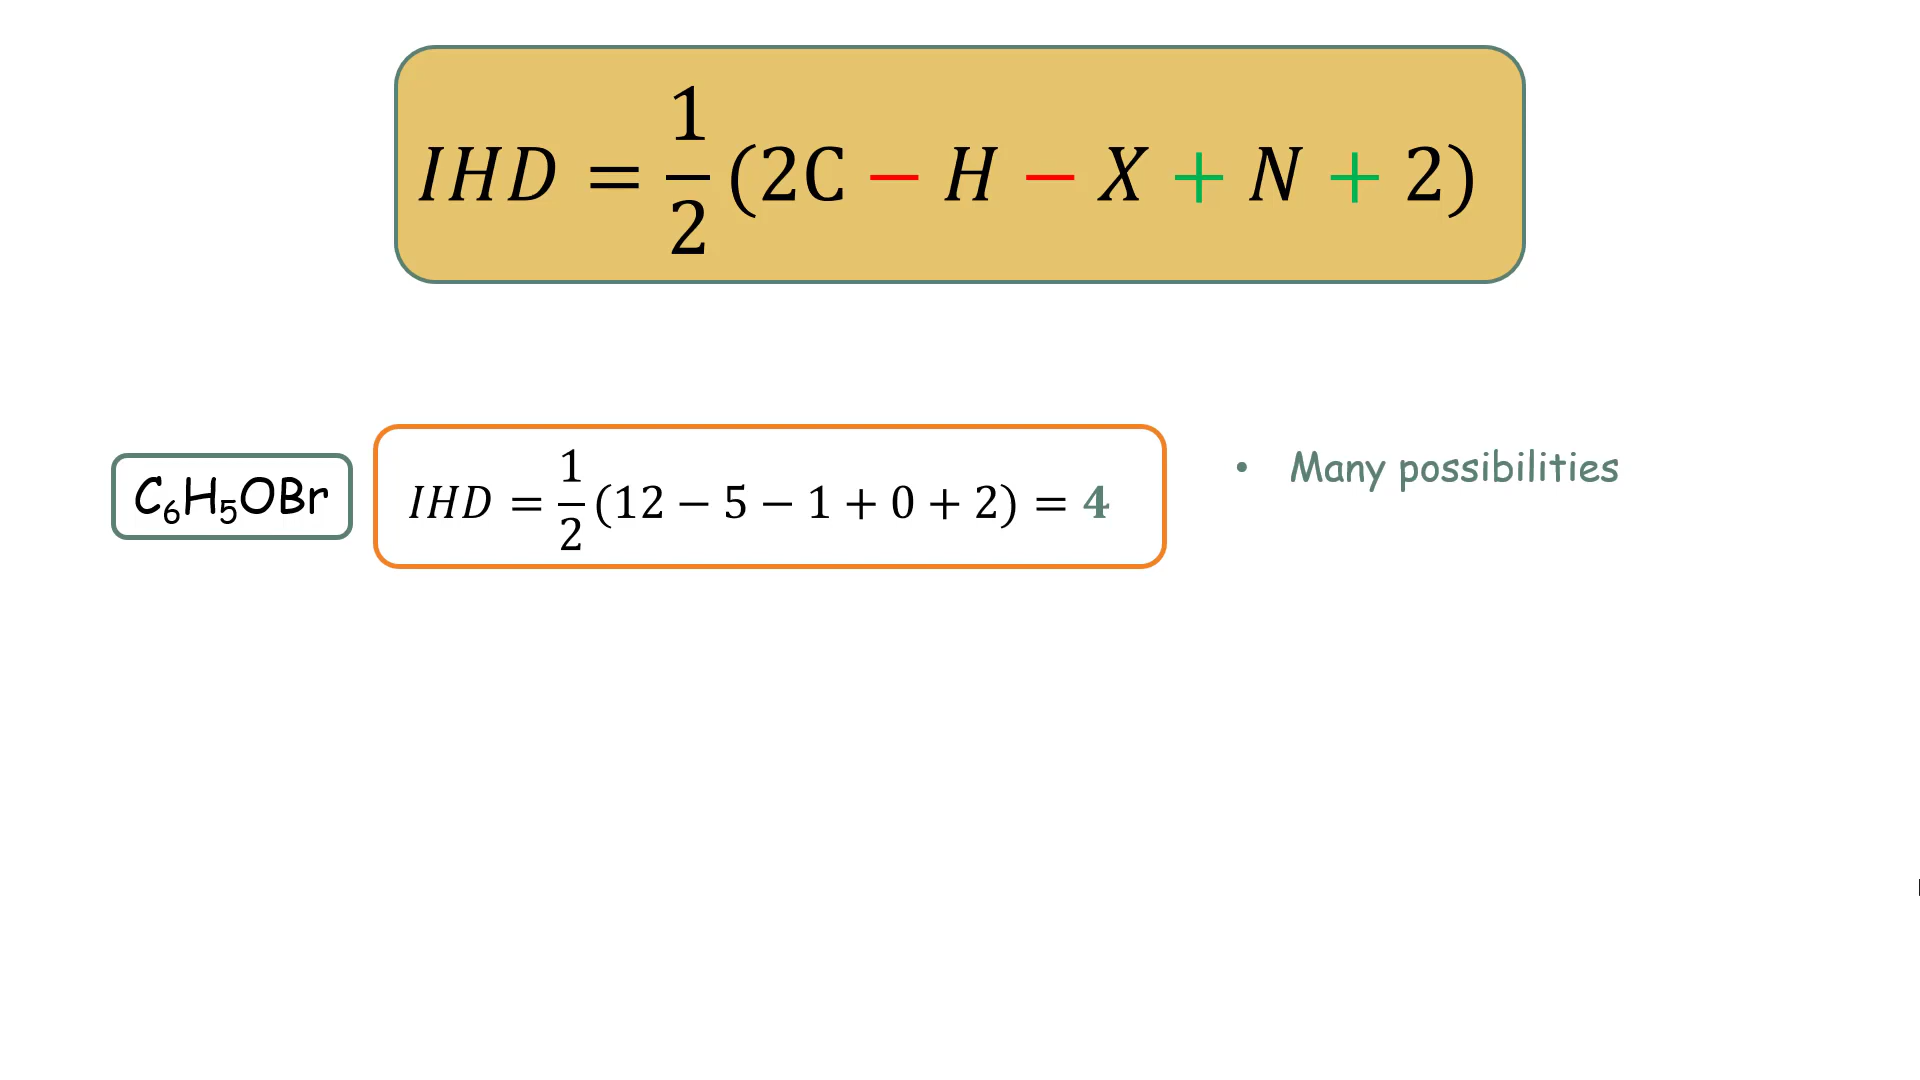 IHD = 1/2 (2C − H − X + N + 2)
C₆H₅OBr
IHD = 1/2 (12 − 5 − 1 + 0 + 2) = 4
• Many possibilities